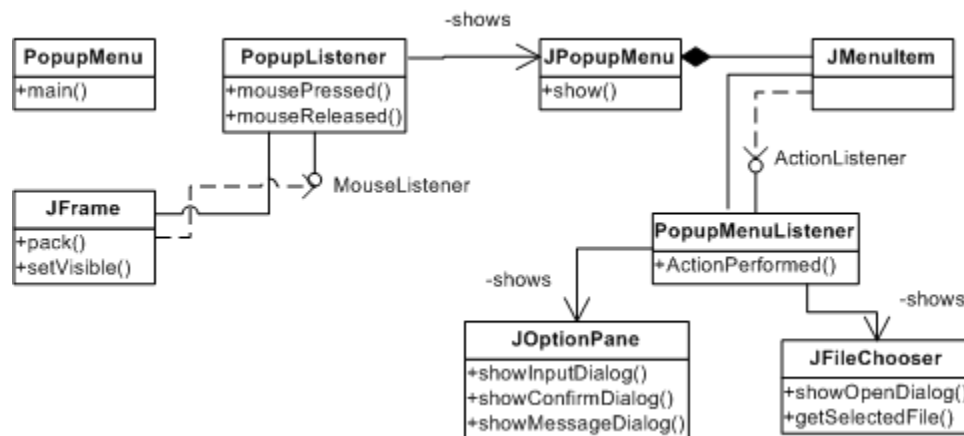 -shows
PopupMenu
+main()
PopupListener
+mousePressed()
+mouseReleased()
JPopupMenu
+show()
JMenuItem
ActionListener
MouseListener
JFrame
+pack()
+setVisible()
PopupMenuListener
+ActionPerformed()
-shows
-shows
JOptionPane
+showInputDialog()
+showConfirmDialog()
+showMessageDialog()
JFileChooser
+showOpenDialog()
+getSelectedFile()